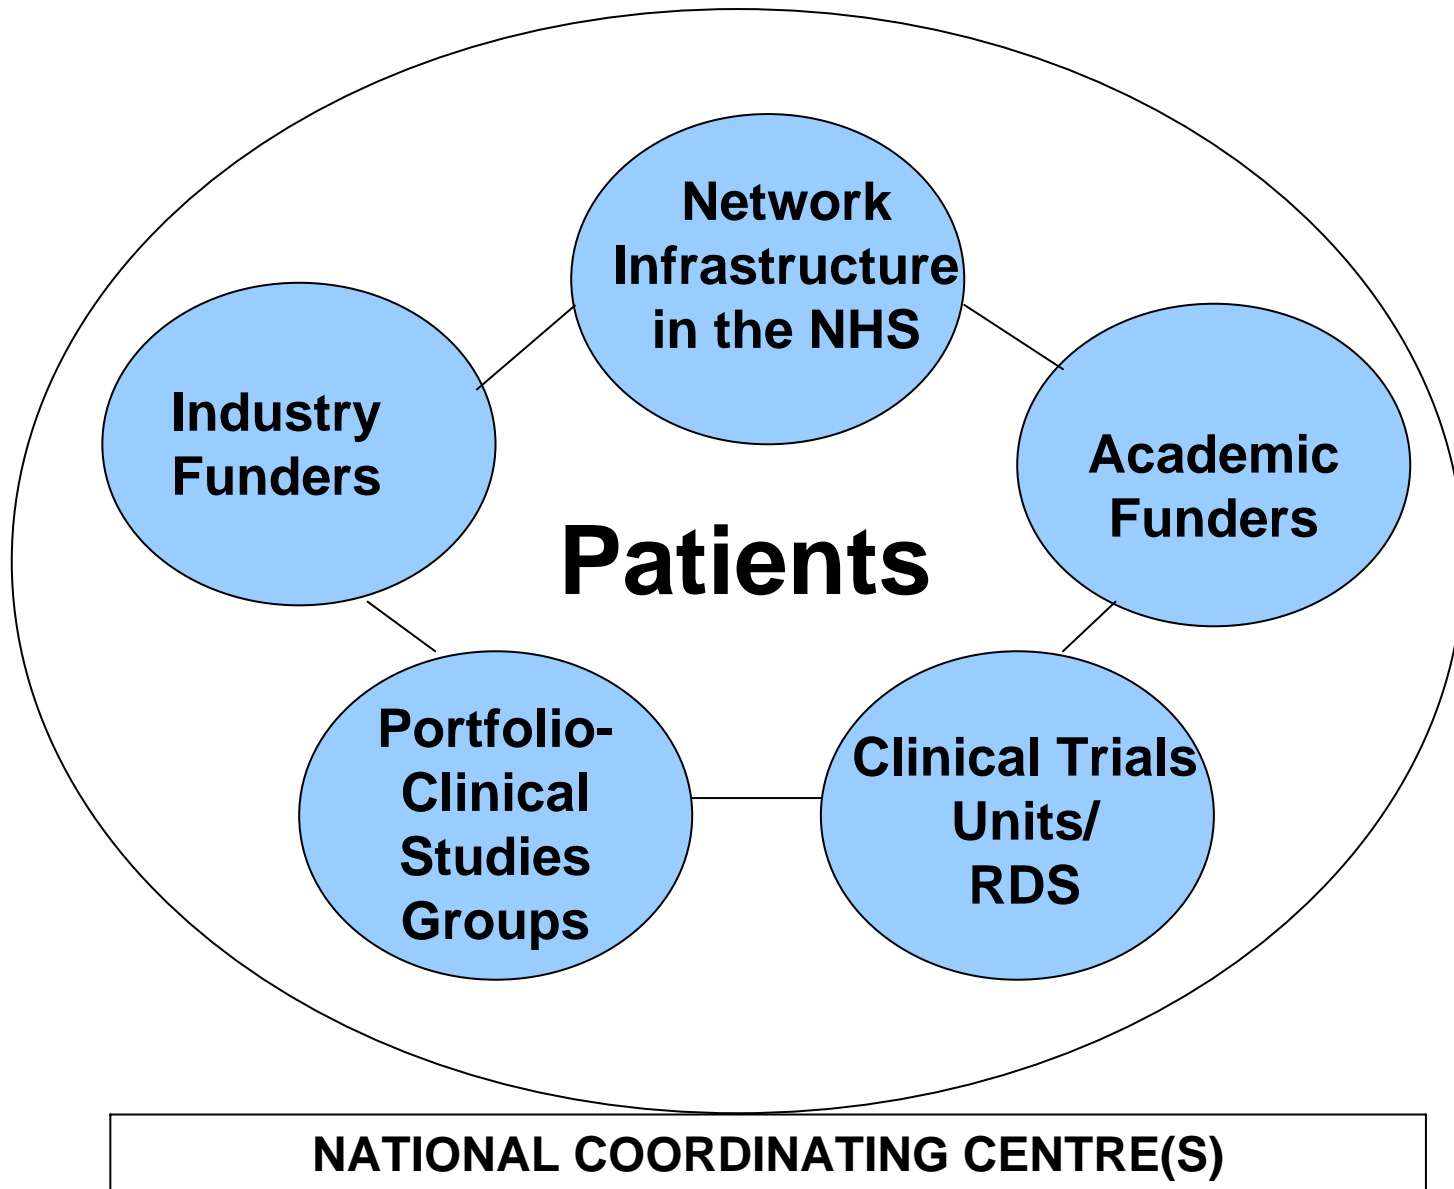 Network
Infrastructure
in the NHS
Industry
Funders
Academic
Funders
Patients
Portfolio-
Clinical
Studies
Groups
Clinical Trials
Units/
RDS
NATIONAL COORDINATING CENTRE(S)